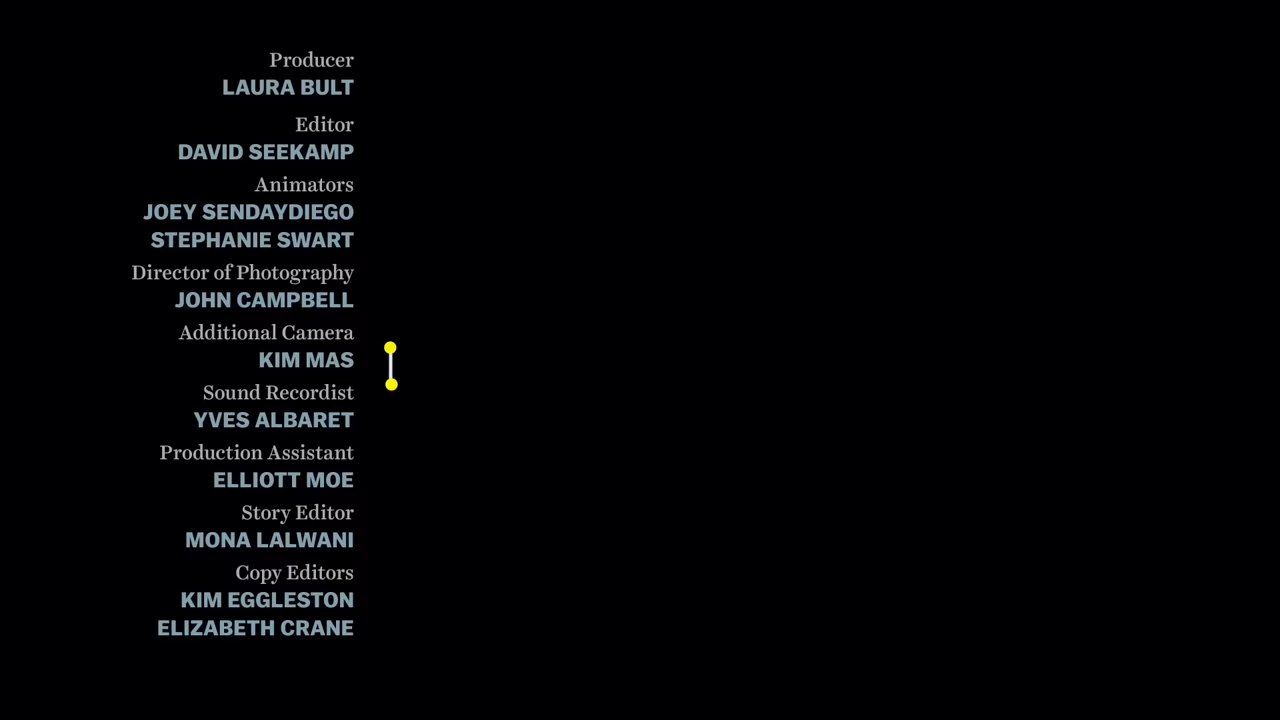 Producer
LAURA BULT
Editor
DAVID SEEKAMP
Animators
JOEY SENDAYDIEGO
STEPHANIE SWART
Director of Photography
JOHN CAMPBELL
Additional Camera
KIM MAS
Sound Recordist
YVES ALBARET
Production Assistant
ELLIOTT MOE
Story Editor
MONA LALWANI
Copy Editors
KIM EGGLESTON
ELIZABETH CRANE